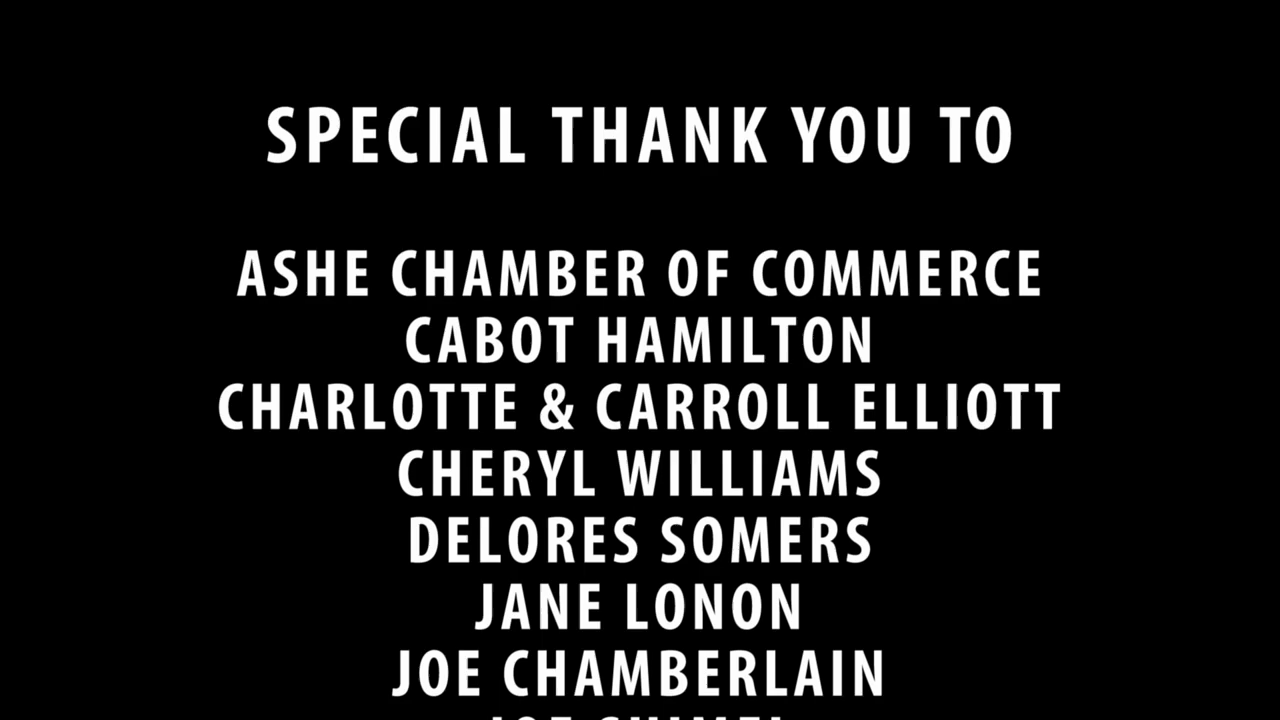 SPECIAL THANK YOU TO
ASHE CHAMBER OF COMMERCE
CABOT HAMILTON
CHARLOTTE & CARROLL ELLIOTT
CHERYL WILLIAMS
DELORES SOMERS
JANE LONON
JOE CHAMBERLAIN
JOE